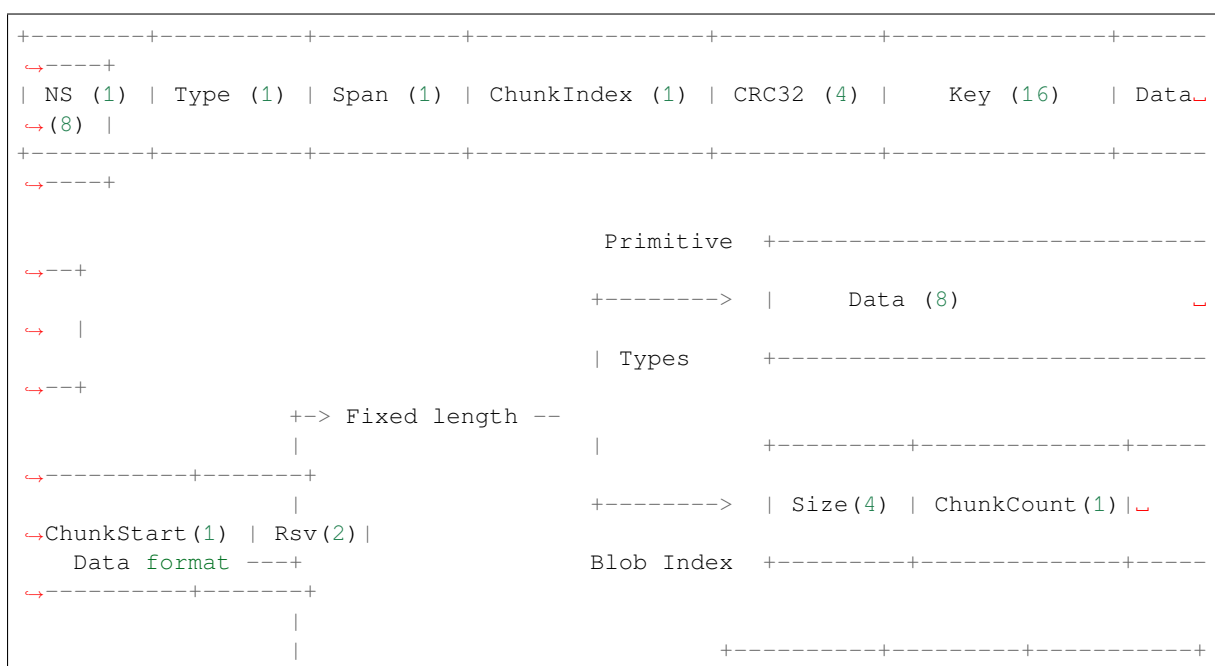 +--------+----------+----------+----------------+-----------+---------------+------
↪----+
| NS (1) | Type (1) | Span (1) | ChunkIndex (1) | CRC32 (4) |    Key (16)   | Data␣
↪(8) |
+--------+----------+----------+----------------+-----------+---------------+------
↪----+
                                         Primitive  +------------------------------
↪--+
                                        +-------->  |     Data (8)                ␣
↪  |
                                        | Types     +------------------------------
↪--+
                   +-> Fixed length --
                   |                    |           +---------+--------------+-----
↪----------+-------+
                   |                    +-------->  | Size(4) | ChunkCount(1)|␣
↪ChunkStart(1) | Rsv(2)|
    Data format ---+                    Blob Index  +---------+--------------+-----
↪----------+-------+
                   |
                   |                             +----------+---------+-----------+